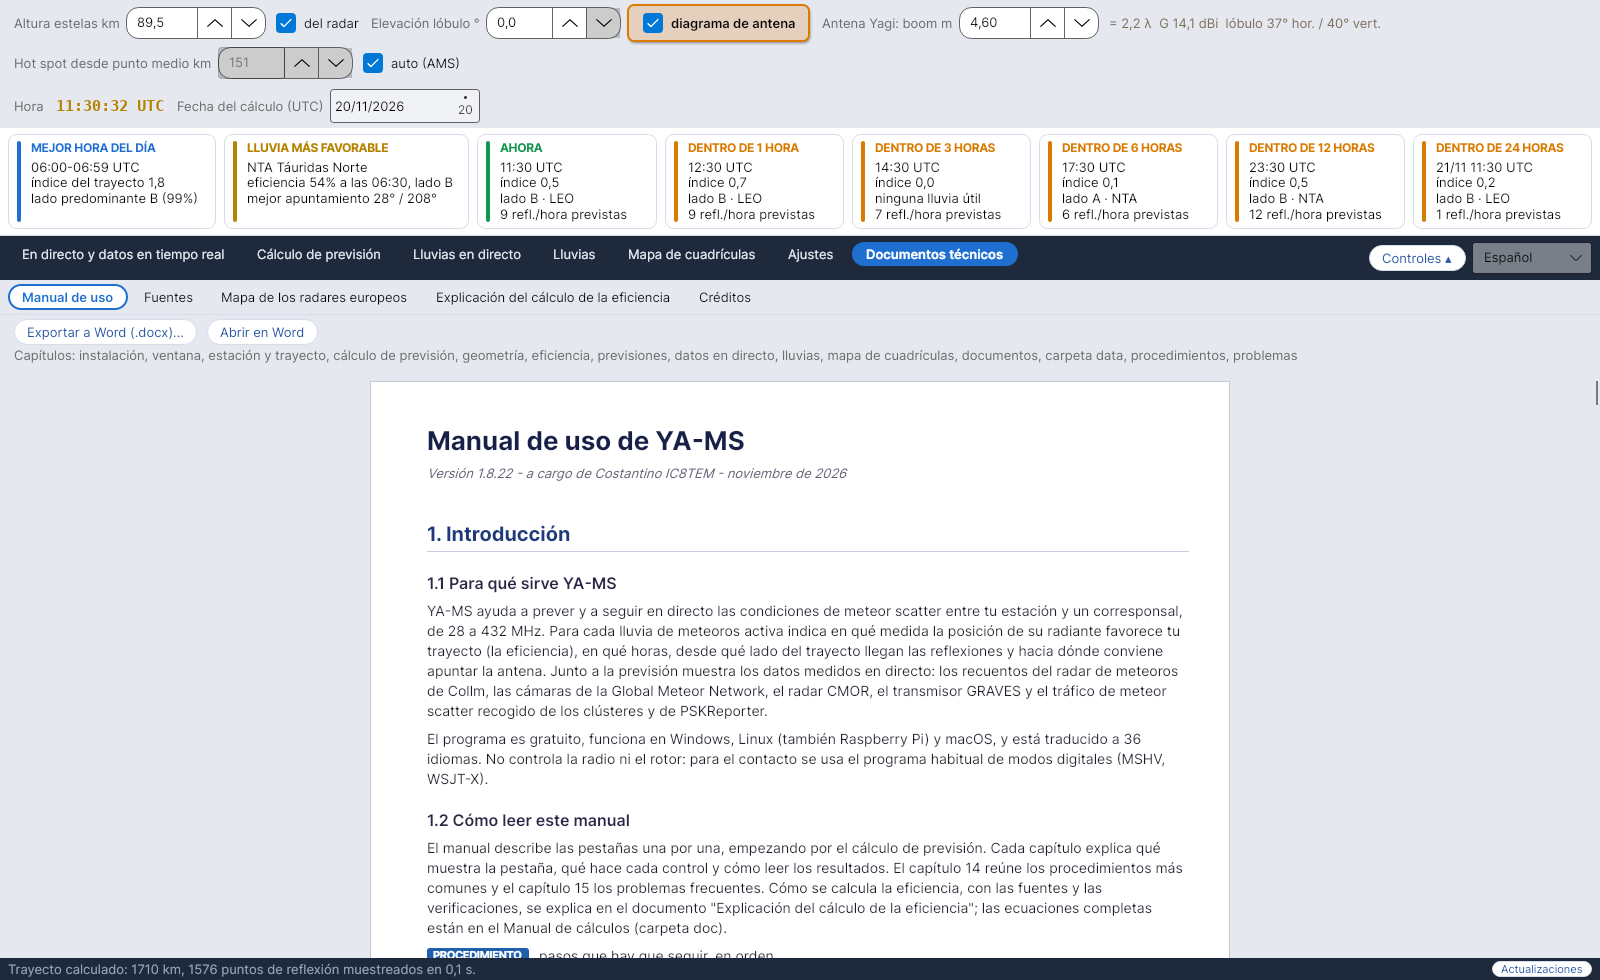 Altura estelas km 89,5 del radar Elevación lóbulo ° 0,0 diagrama de antena Antena Yagi: boom m 4,60 = 2,2 λ G 14,1 dBi lóbulo 37° hor. / 40° vert.
Hot spot desde punto medio km 151 auto (AMS)
Hora 11:30:32 UTC Fecha del cálculo (UTC) 20/11/2026 20
MEJOR HORA DEL DÍA
06:00-06:59 UTC
índice del trayecto 1,8
lado predominante B (99%)
LLUVIA MÁS FAVORABLE
NTA Táuridas Norte
eficiencia 54% a las 06:30, lado B
mejor apuntamiento 28° / 208°
AHORA
11:30 UTC
índice 0,5
lado B · LEO
9 refl./hora previstas
DENTRO DE 1 HORA
12:30 UTC
índice 0,7
lado B · LEO
9 refl./hora previstas
DENTRO DE 3 HORAS
14:30 UTC
índice 0,0
ninguna lluvia útil
7 refl./hora previstas
DENTRO DE 6 HORAS
17:30 UTC
índice 0,1
lado A · NTA
6 refl./hora previstas
DENTRO DE 12 HORAS
23:30 UTC
índice 0,5
lado B · NTA
12 refl./hora previstas
DENTRO DE 24 HORAS
21/11 11:30 UTC
índice 0,2
lado B · LEO
1 refl./hora previstas
En directo y datos en tiempo real Cálculo de previsión Lluvias en directo Lluvias Mapa de cuadrículas Ajustes Documentos técnicos Controles ▴ Español
Manual de uso Fuentes Mapa de los radares europeos Explicación del cálculo de la eficiencia Créditos
Exportar a Word (.docx)... Abrir en Word
Capítulos: instalación, ventana, estación y trayecto, cálculo de previsión, geometría, eficiencia, previsiones, datos en directo, lluvias, mapa de cuadrículas, documentos, carpeta data, procedimientos, problemas
Manual de uso de YA-MS
Versión 1.8.22 - a cargo de Costantino IC8TEM - noviembre de 2026
1. Introducción
1.1 Para qué sirve YA-MS
YA-MS ayuda a prever y a seguir en directo las condiciones de meteor scatter entre tu estación y un corresponsal,
de 28 a 432 MHz. Para cada lluvia de meteoros activa indica en qué medida la posición de su radiante favorece tu
trayecto (la eficiencia), en qué horas, desde qué lado del trayecto llegan las reflexiones y hacia dónde conviene
apuntar la antena. Junto a la previsión muestra los datos medidos en directo: los recuentos del radar de meteoros
de Collm, las cámaras de la Global Meteor Network, el radar CMOR, el transmisor GRAVES y el tráfico de meteor
scatter recogido de los clústeres y de PSKReporter.
El programa es gratuito, funciona en Windows, Linux (también Raspberry Pi) y macOS, y está traducido a 36
idiomas. No controla la radio ni el rotor: para el contacto se usa el programa habitual de modos digitales (MSHV,
WSJT-X).
1.2 Cómo leer este manual
El manual describe las pestañas una por una, empezando por el cálculo de previsión. Cada capítulo explica qué
muestra la pestaña, qué hace cada control y cómo leer los resultados. El capítulo 14 reúne los procedimientos más
comunes y el capítulo 15 los problemas frecuentes. Cómo se calcula la eficiencia, con las fuentes y las
verificaciones, se explica en el documento "Explicación del cálculo de la eficiencia"; las ecuaciones completas
están en el Manual de cálculos (carpeta doc).
PROCEDIMIENTO pasos que hay que seguir, en orden
Trayecto calculado: 1710 km, 1576 puntos de reflexión muestreados en 0,1 s. Actualizaciones